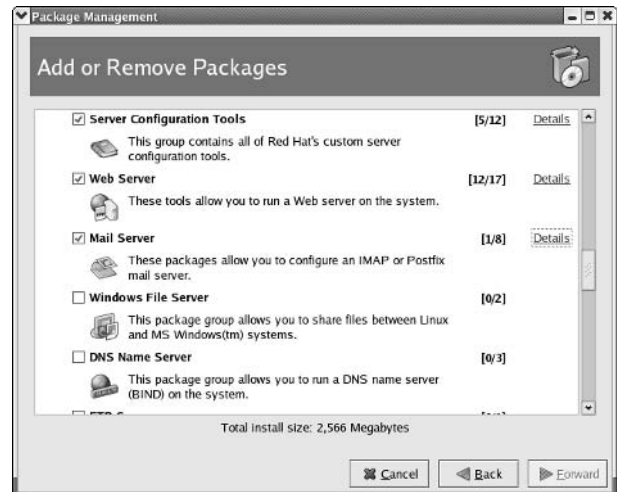 Package Management
Add or Remove Packages
Server Configuration Tools [5/12] Details
This group contains all of Red Hat's custom server
configuration tools.
Web Server [12/17] Details
These tools allow you to run a Web server on the system.
Mail Server [1/8] Details
These packages allow you to configure an IMAP or Postfix
mail server.
Windows File Server [0/2]
This package group allows you to share files between Linux
and MS Windows(tm) systems.
DNS Name Server [0/3]
This package group allows you to run a DNS name server
(BIND) on the system.
Total install size: 2,566 Megabytes
Cancel Back Forward